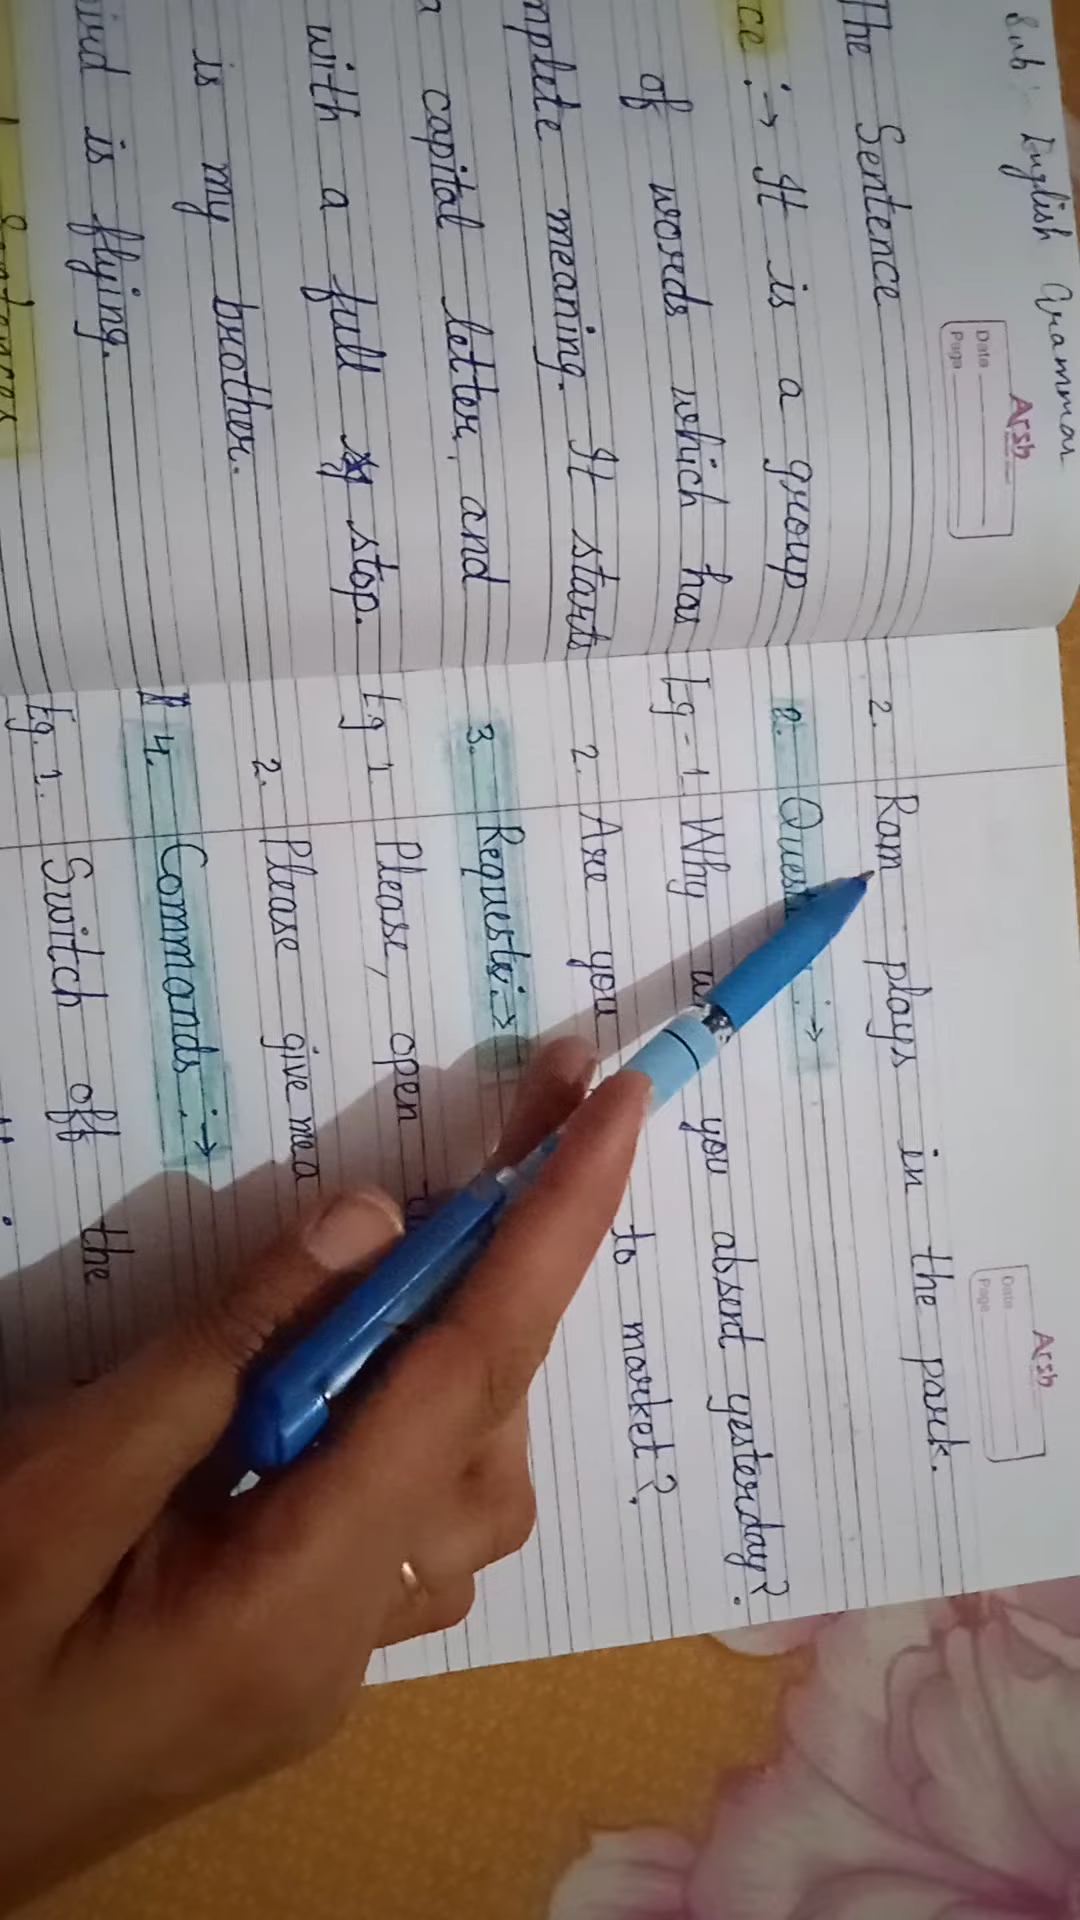 Sub :- English Grammar
Arsh
Date
Page
The Sentence
ce :→ It is a group
of words which has
mplete meaning. It starts
a capital letter, and
with a full stop.
is my brother.
ird is flying.
Sentences
Arsh
Date
Page
2. Ram plays in the park.
2. Quest :→
Eg - 1. Why w you absent yesterday?.
2. Are you to market?.
3. Requests:→
Eg 1. Please, open
2. Please give me a
4. Commands :→
Eg. 1. Switch off the